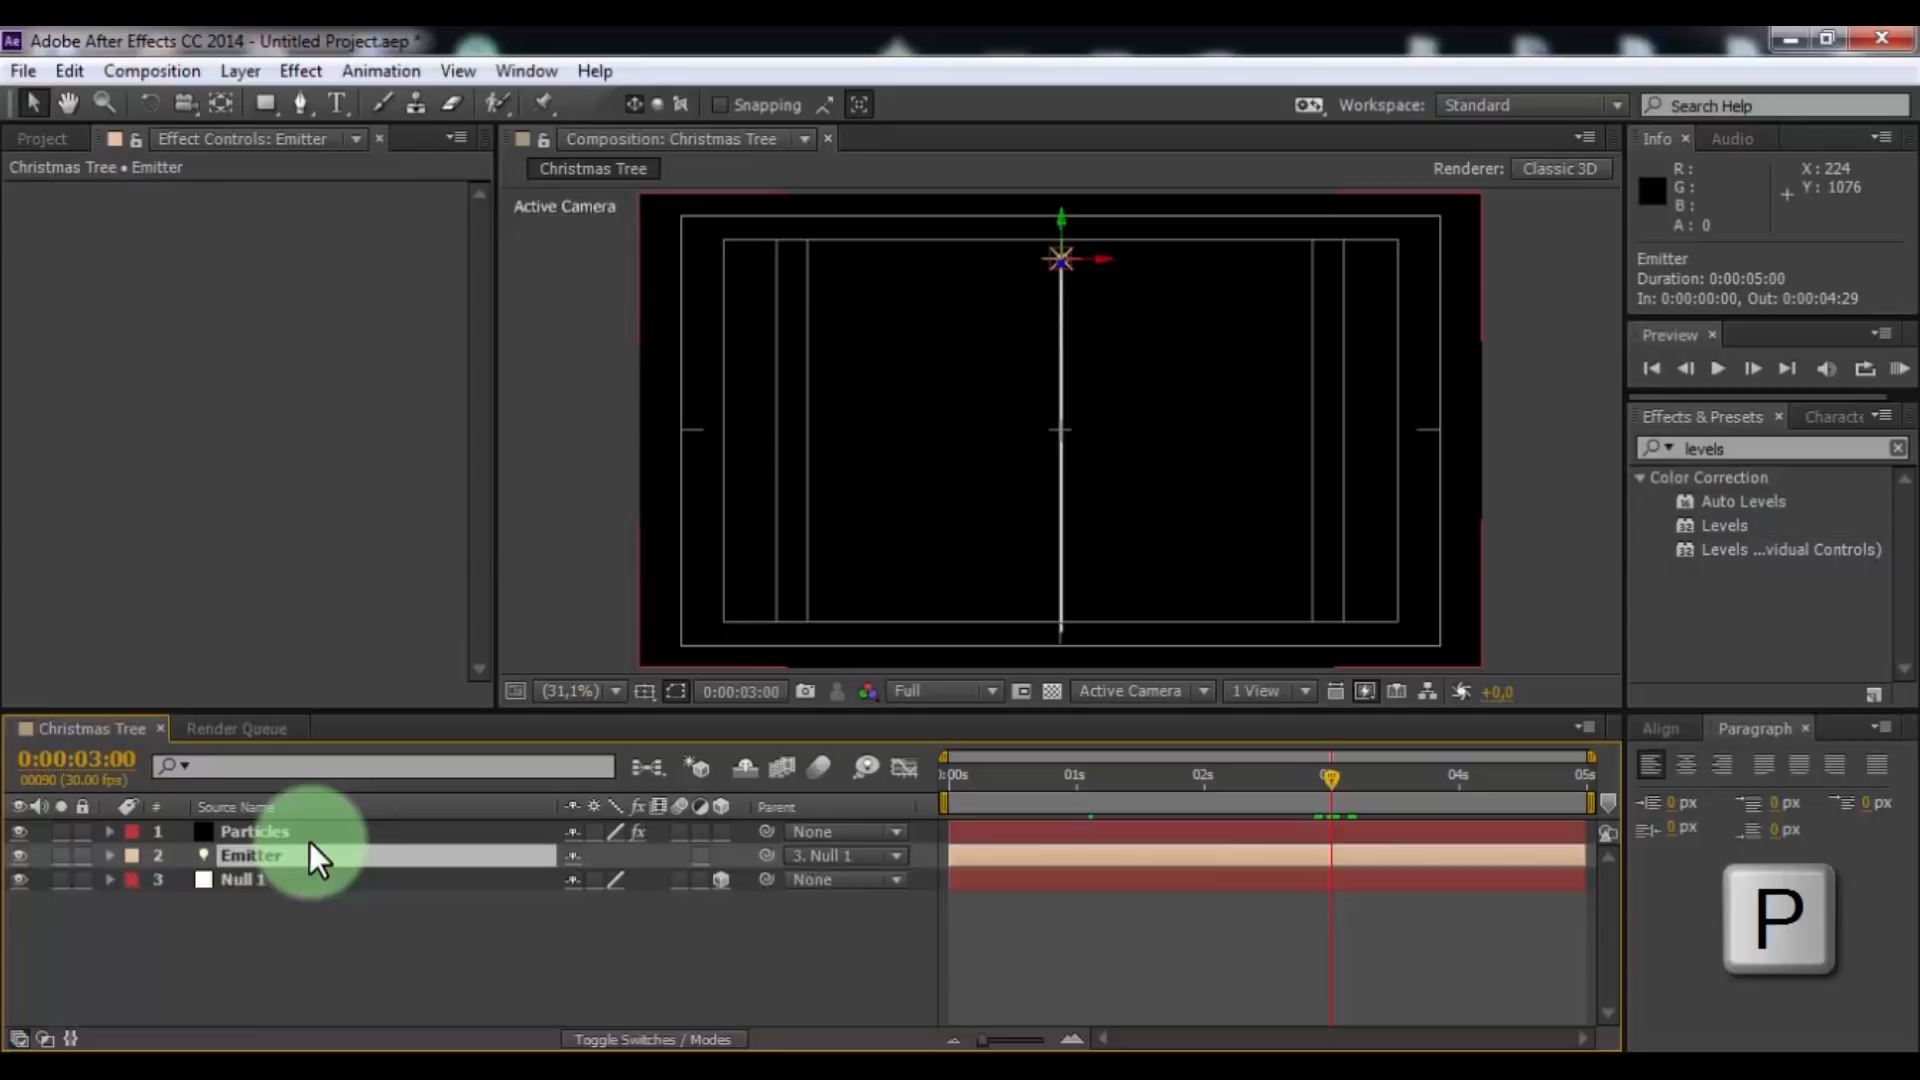 Ae Adobe After Effects CC 2014 - Untitled Project.aep *
File Edit Composition Layer Effect Animation View Window Help
T Snapping Workspace: Standard Search Help
Project Effect Controls: Emitter Composition: Christmas Tree Info Audio
Christmas Tree • Emitter
Christmas Tree Renderer: Classic 3D
Active Camera
R: X: 224
G: Y: 1076
B:
A: 0
Emitter
Duration: 0:00:05:00
In: 0:00:00:00, Out: 0:00:04:29
Preview
Effects & Presets Characte
levels
Color Correction
Auto Levels
Levels
Levels ...vidual Controls)
(31,1%) 0:00:03:00 Full Active Camera 1 View +0,0
Christmas Tree Render Queue Align Paragraph
0:00:03:00
00090 (30.00 fps)
:00s 01s 02s 04s 05s
# Source Name fx Parent
1 Particles fx None
2 Emitter 3. Null 1
3 Null 1 None
0 px 0 px 0 px
0 px 0 px
P
Toggle Switches / Modes